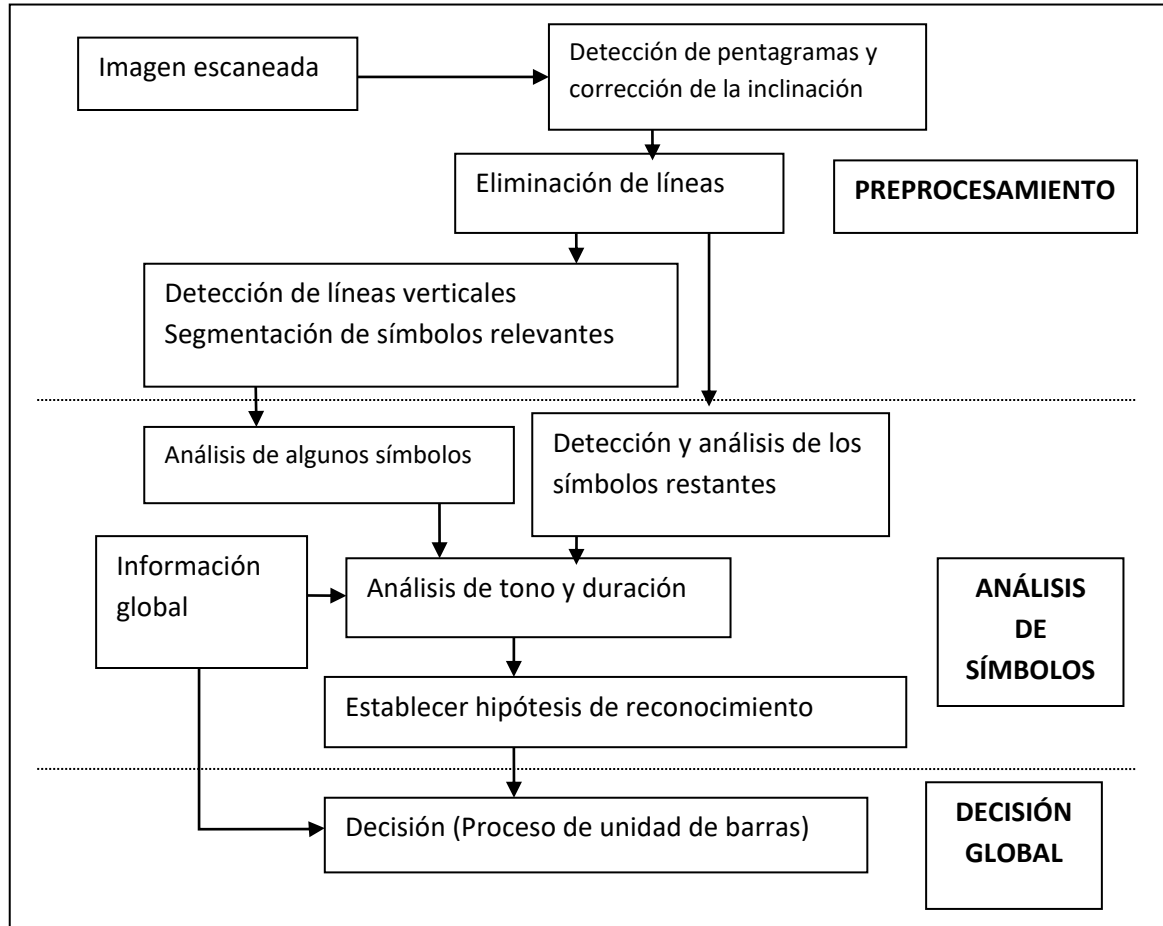 Imagen escaneada
Detección de pentagramas y
corrección de la inclinación
Eliminación de líneas
PREPROCESAMIENTO
Detección de líneas verticales
Segmentación de símbolos relevantes
Análisis de algunos símbolos
Detección y análisis de los
símbolos restantes
Información
global
Análisis de tono y duración
ANÁLISIS
DE
SÍMBOLOS
Establecer hipótesis de reconocimiento
Decisión (Proceso de unidad de barras)
DECISIÓN
GLOBAL